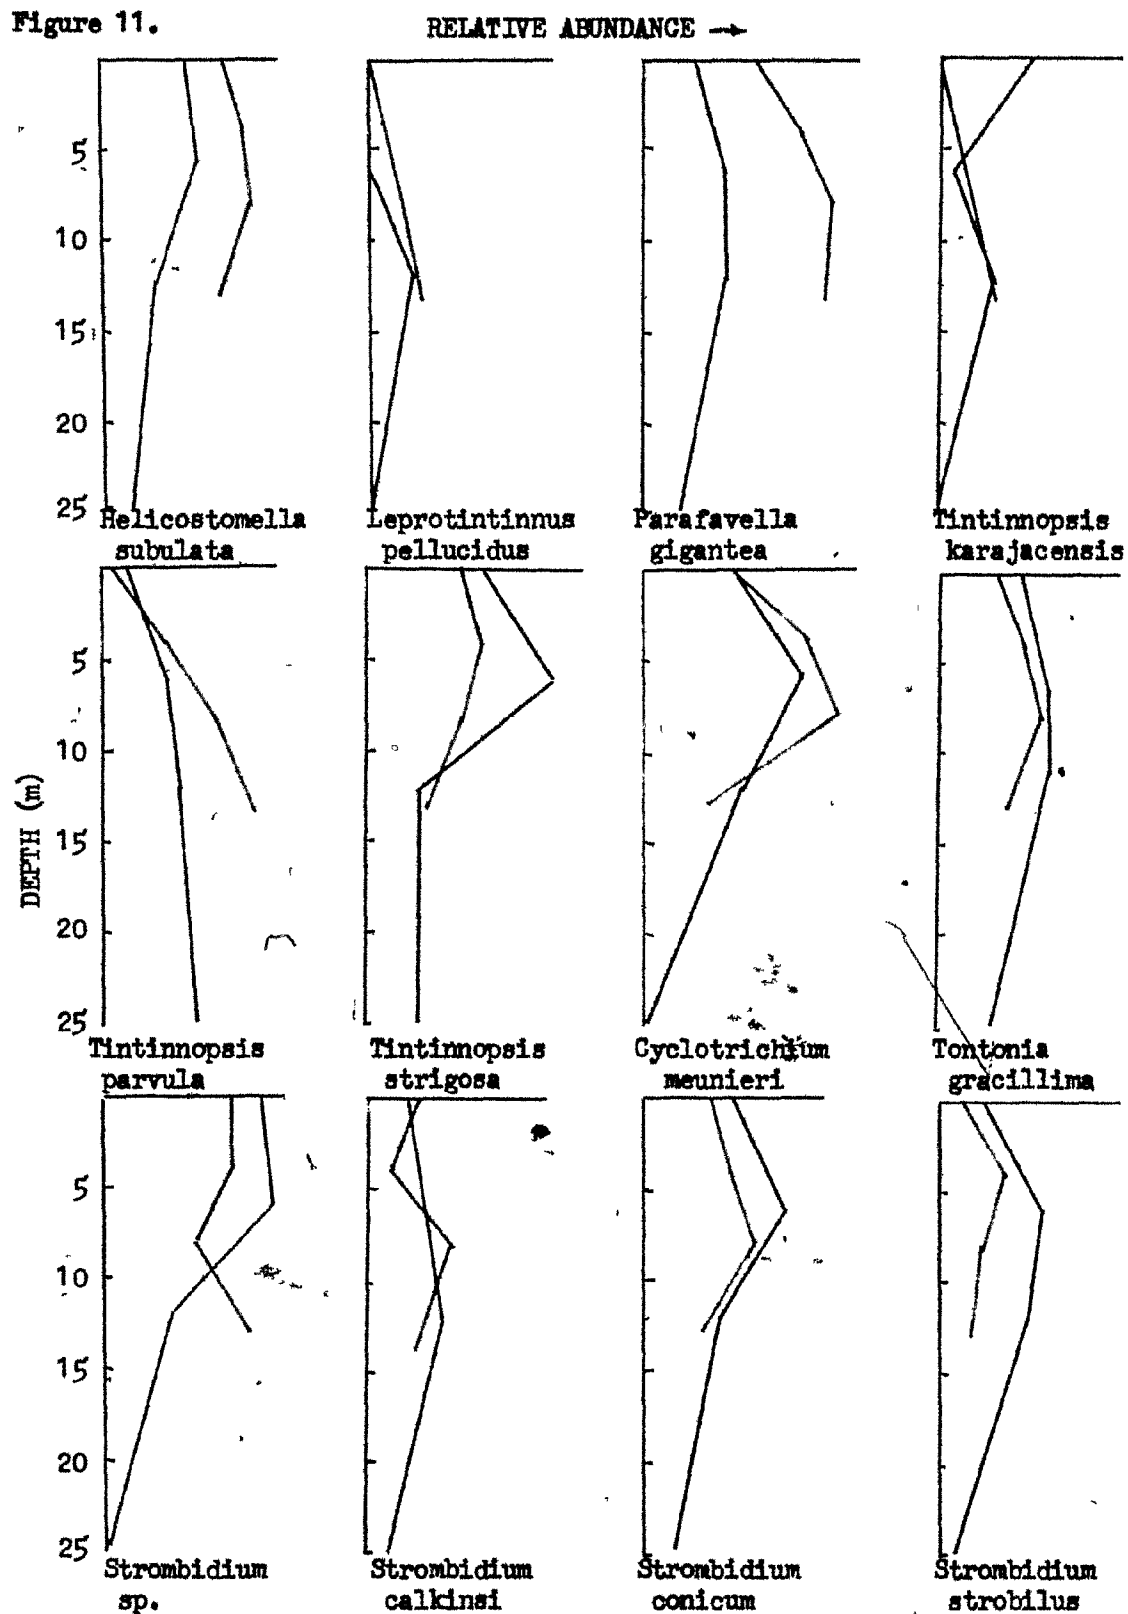 Figure 11.
RELATIVE ABUNDANCE →
5
10
15
20
25
Helicostomella
subulata
Leprotintinnus
pellucidus
Parafavella
gigantea
Tintinnopsis
karajacensis
DEPTH (m)
5
10
15
20
25
Tintinnopsis
parvula
Tintinnopsis
strigosa
Cyclotrichium
meunieri
Tontonia
gracillima
5
10
15
20
25
Strombidium
sp.
Strombidium
calkinsi
Strombidium
conicum
Strombidium
strobilus